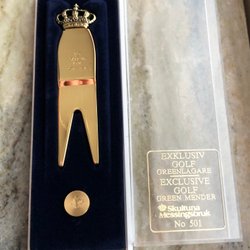 EXKLUSIV
GOLF
GREENLAGARE
EXCLUSIVE
GOLF
GREEN MENDER
Skultuna
Messingsbruk
No 501